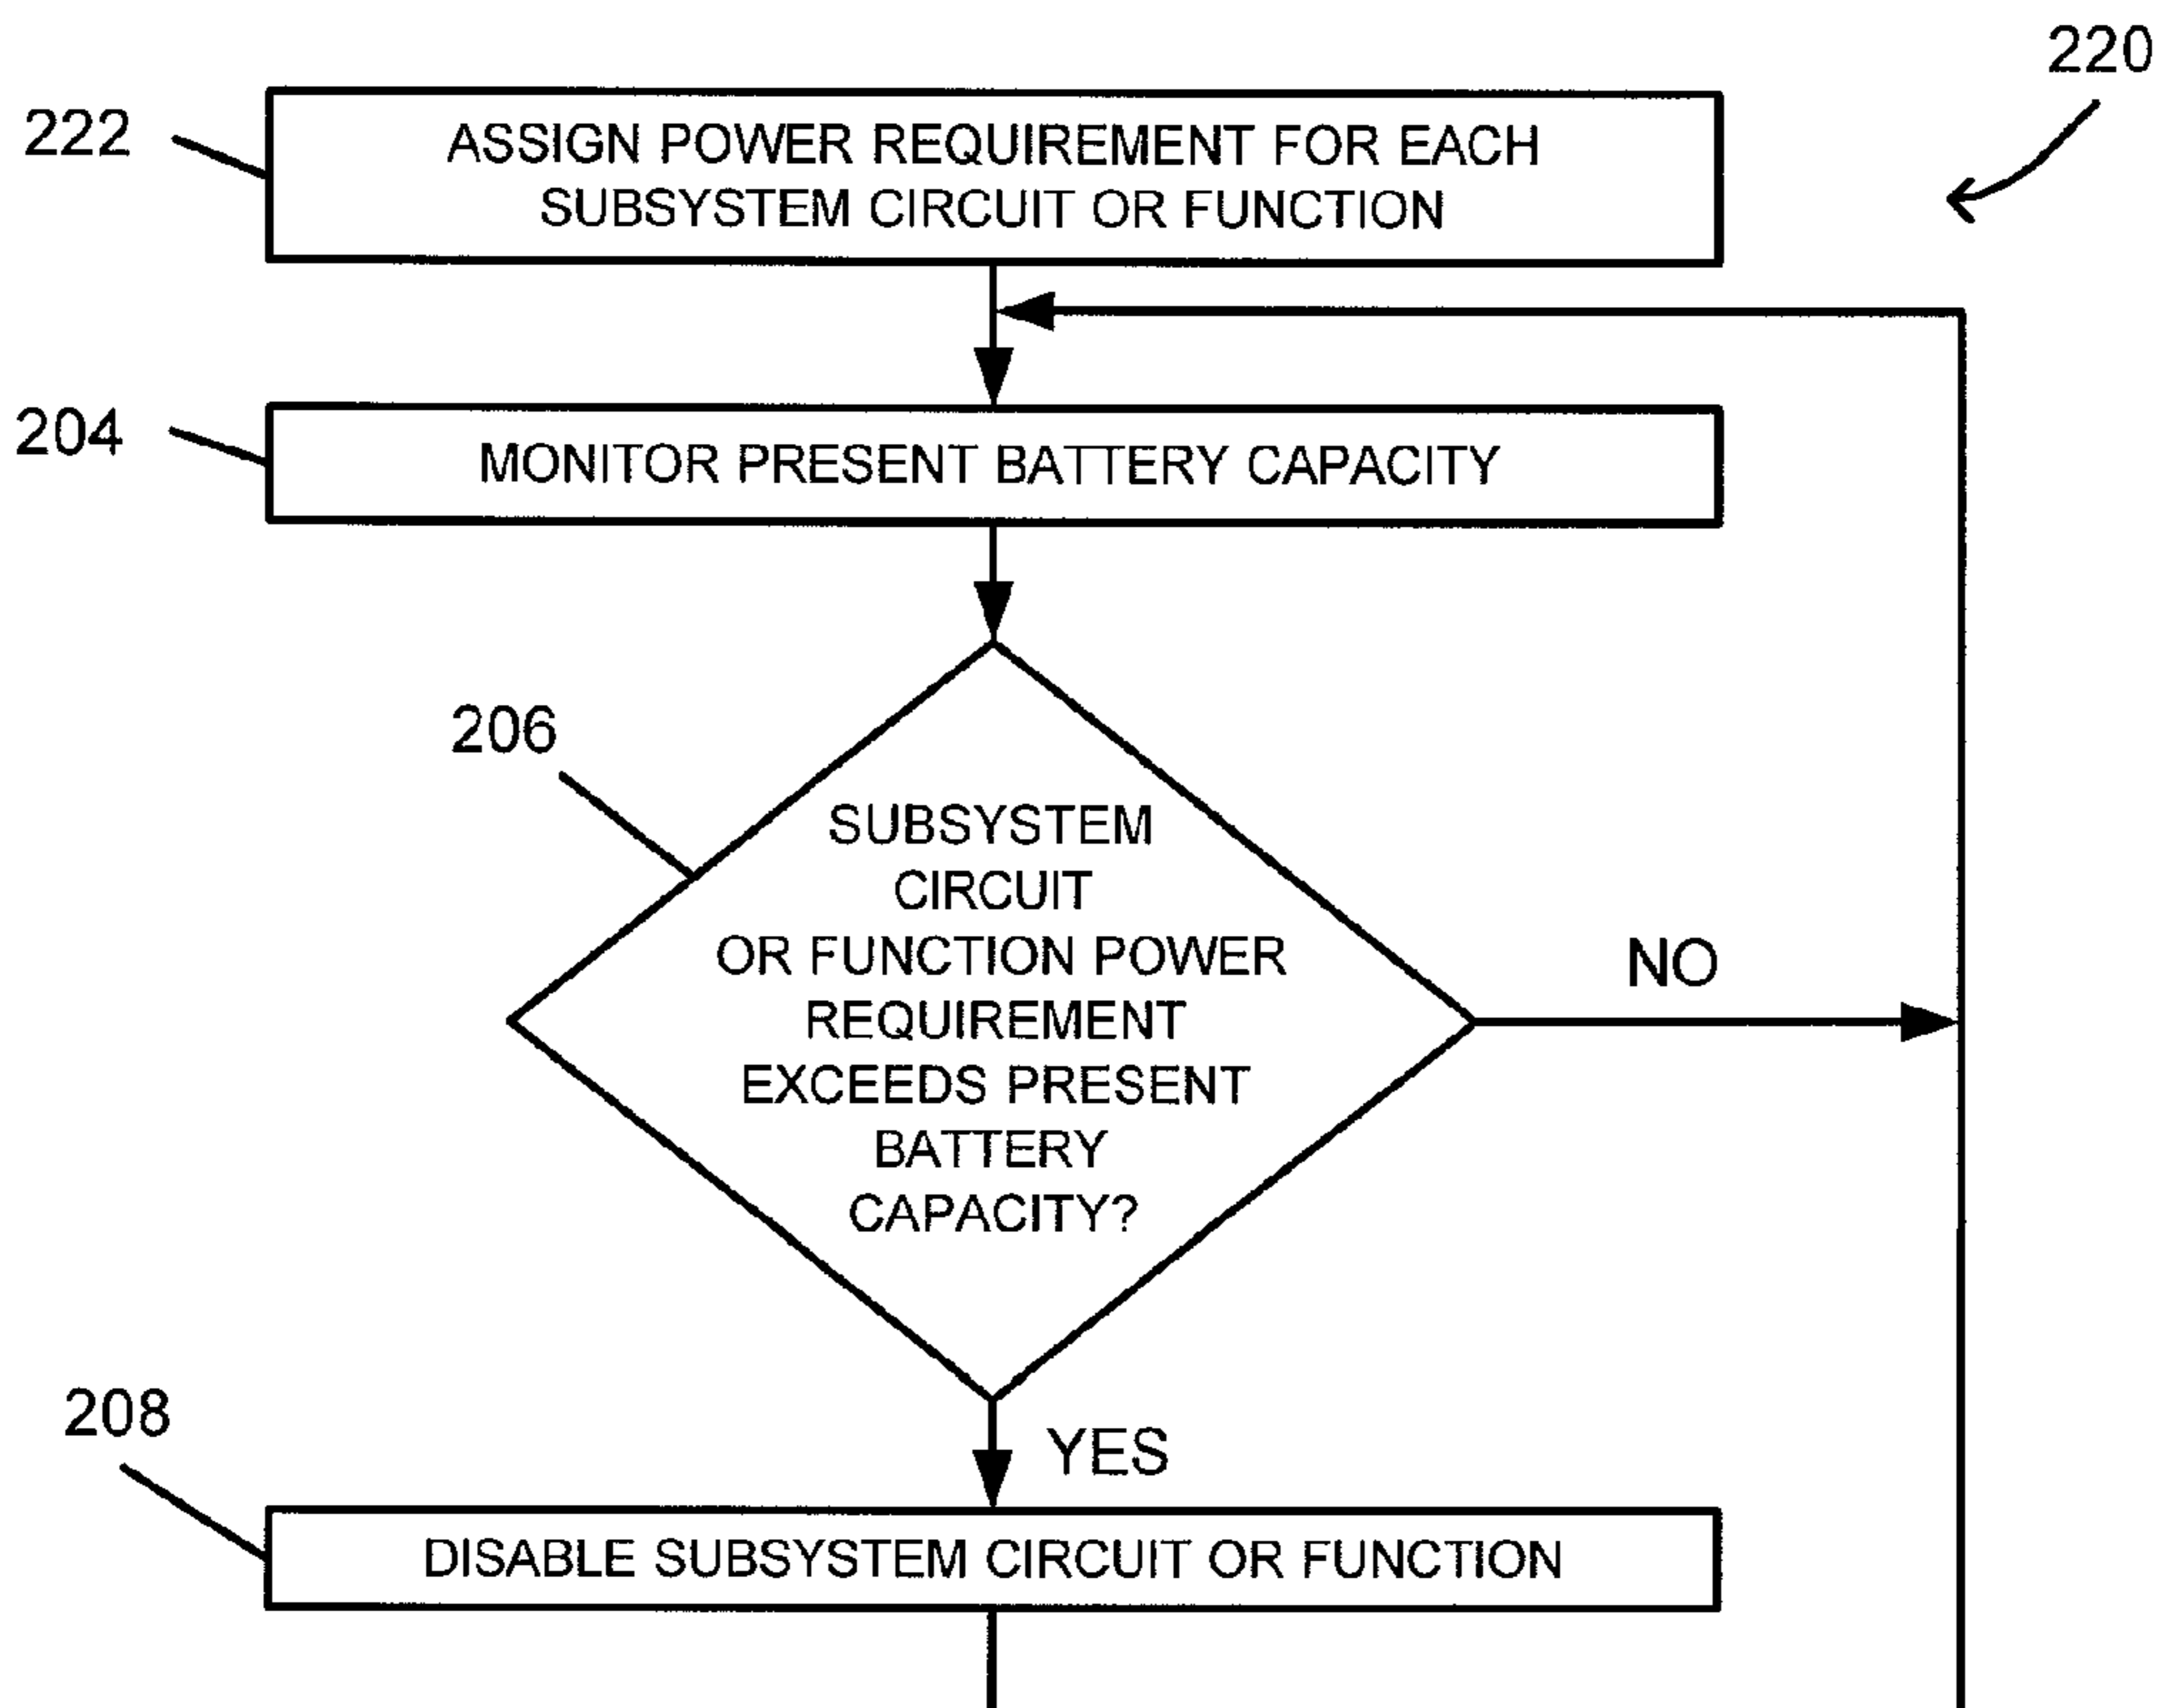 220
222
ASSIGN POWER REQUIREMENT FOR EACH
SUBSYSTEM CIRCUIT OR FUNCTION
204
MONITOR PRESENT BATTERY CAPACITY
206
SUBSYSTEM
CIRCUIT
OR FUNCTION POWER
REQUIREMENT
EXCEEDS PRESENT
BATTERY
CAPACITY?
NO
YES
208
DISABLE SUBSYSTEM CIRCUIT OR FUNCTION